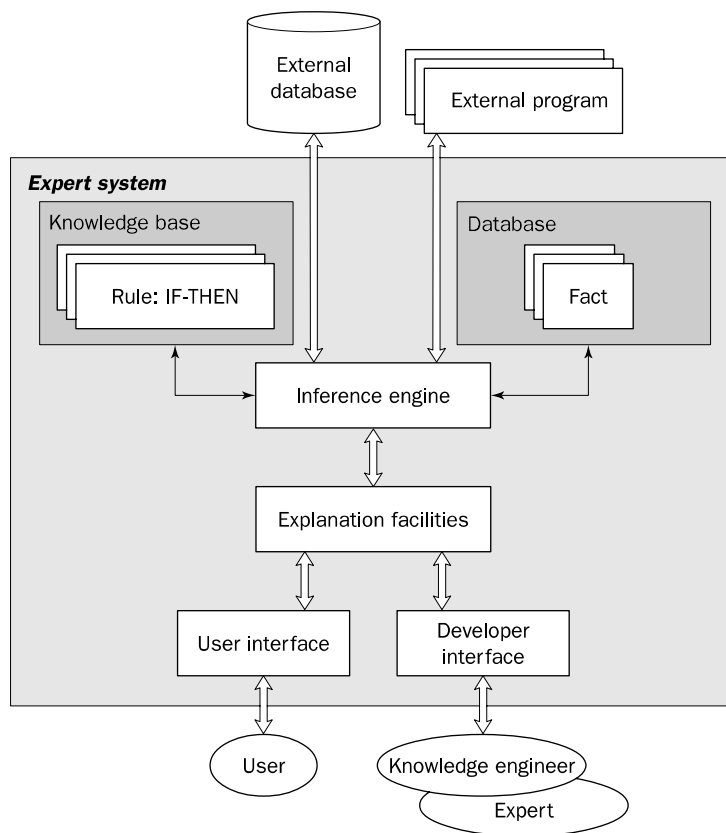 External
database
External program
Expert system
Knowledge base
Rule: IF-THEN
Database
Fact
Inference engine
Explanation facilities
User interface
Developer
interface
User
Knowledge engineer
Expert